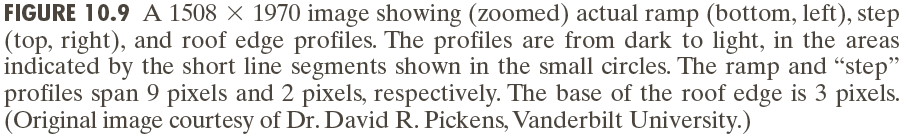 FIGURE 10.9 A 1508 × 1970 image showing (zoomed) actual ramp (bottom, left), step
(top, right), and roof edge profiles. The profiles are from dark to light, in the areas
indicated by the short line segments shown in the small circles. The ramp and “step”
profiles span 9 pixels and 2 pixels, respectively. The base of the roof edge is 3 pixels.
(Original image courtesy of Dr. David R. Pickens, Vanderbilt University.)